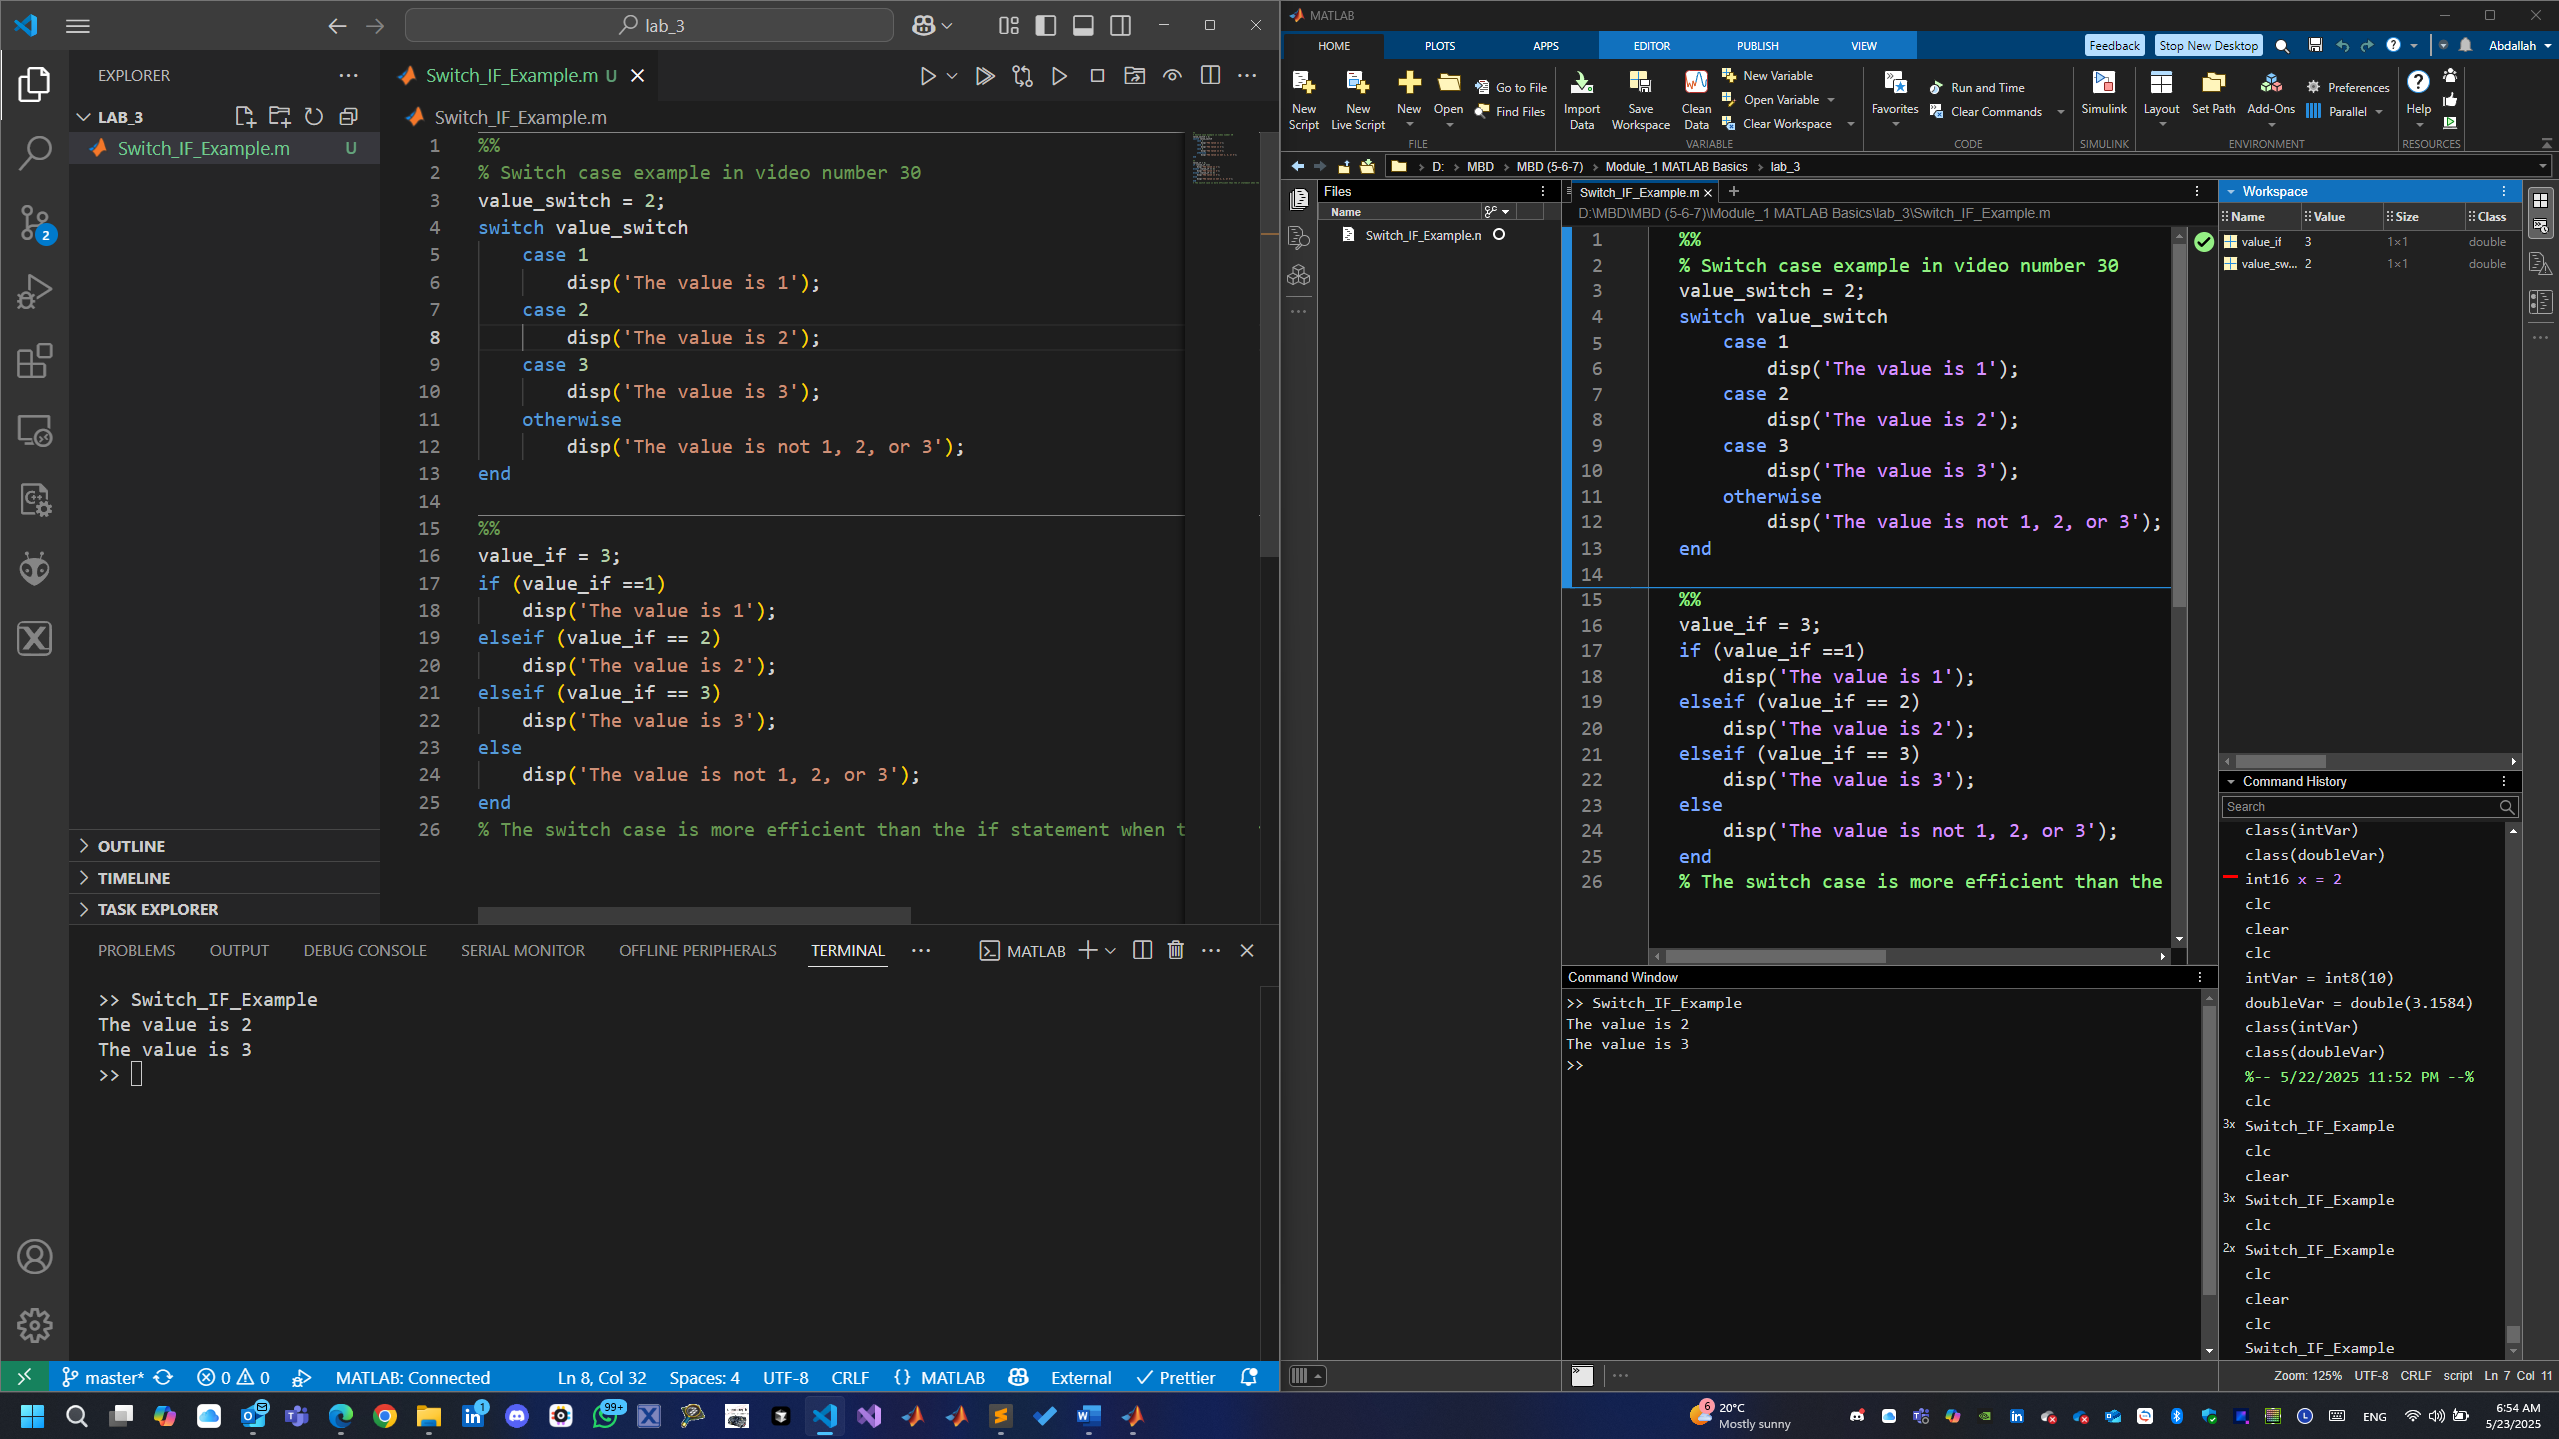 lab_3
EXPLORER
LAB_3
Switch_IF_Example.m U
Switch_IF_Example.m U
Switch_IF_Example.m
1 %%
2 % Switch case example in video number 30
3 value_switch = 2;
4 switch value_switch
5 case 1
6 disp('The value is 1');
7 case 2
8 disp('The value is 2');
9 case 3
10 disp('The value is 3');
11 otherwise
12 disp('The value is not 1, 2, or 3');
13 end
14
15 %%
16 value_if = 3;
17 if (value_if ==1)
18 disp('The value is 1');
19 elseif (value_if == 2)
20 disp('The value is 2');
21 elseif (value_if == 3)
22 disp('The value is 3');
23 else
24 disp('The value is not 1, 2, or 3');
25 end
26 % The switch case is more efficient than the if statement when t
2
OUTLINE
TIMELINE
TASK EXPLORER
PROBLEMS OUTPUT DEBUG CONSOLE SERIAL MONITOR OFFLINE PERIPHERALS TERMINAL MATLAB
>> Switch_IF_Example
The value is 2
The value is 3
>>
master* 0 0 MATLAB: Connected Ln 8, Col 32 Spaces: 4 UTF-8 CRLF {} MATLAB External Prettier
MATLAB
HOME PLOTS APPS EDITOR PUBLISH VIEW Feedback Stop New Desktop Abdallah
New Script
New Live Script
New
Open
Go to File
Find Files
FILE
Import Data
Save Workspace
Clean Data
New Variable
Open Variable
Clear Workspace
VARIABLE
Favorites
Run and Time
Clear Commands
CODE
Simulink
SIMULINK
Layout
Set Path
Add-Ons
Preferences
Parallel
ENVIRONMENT
Help
RESOURCES
D: MBD MBD (5-6-7) Module_1 MATLAB Basics lab_3
Files
Name
Switch_IF_Example.n
Switch_IF_Example.m
D:\MBD\MBD (5-6-7)\Module_1 MATLAB Basics\lab_3\Switch_IF_Example.m
1 %%
2 % Switch case example in video number 30
3 value_switch = 2;
4 switch value_switch
5 case 1
6 disp('The value is 1');
7 case 2
8 disp('The value is 2');
9 case 3
10 disp('The value is 3');
11 otherwise
12 disp('The value is not 1, 2, or 3');
13 end
14
15 %%
16 value_if = 3;
17 if (value_if ==1)
18 disp('The value is 1');
19 elseif (value_if == 2)
20 disp('The value is 2');
21 elseif (value_if == 3)
22 disp('The value is 3');
23 else
24 disp('The value is not 1, 2, or 3');
25 end
26 % The switch case is more efficient than the
Command Window
>> Switch_IF_Example
The value is 2
The value is 3
>>
Workspace
Name Value Size Class
value_if 3 1×1 double
value_sw... 2 1×1 double
Command History
Search
class(intVar)
class(doubleVar)
int16 x = 2
clc
clear
clc
intVar = int8(10)
doubleVar = double(3.1584)
class(intVar)
class(doubleVar)
%-- 5/22/2025 11:52 PM --%
clc
3x Switch_IF_Example
clc
clear
3x Switch_IF_Example
clc
2x Switch_IF_Example
clc
clear
clc
Switch_IF_Example
Zoom: 125% UTF-8 CRLF script Ln 7 Col 11
1
99+
6
20°C
Mostly sunny
ENG
6:54 AM
5/23/2025